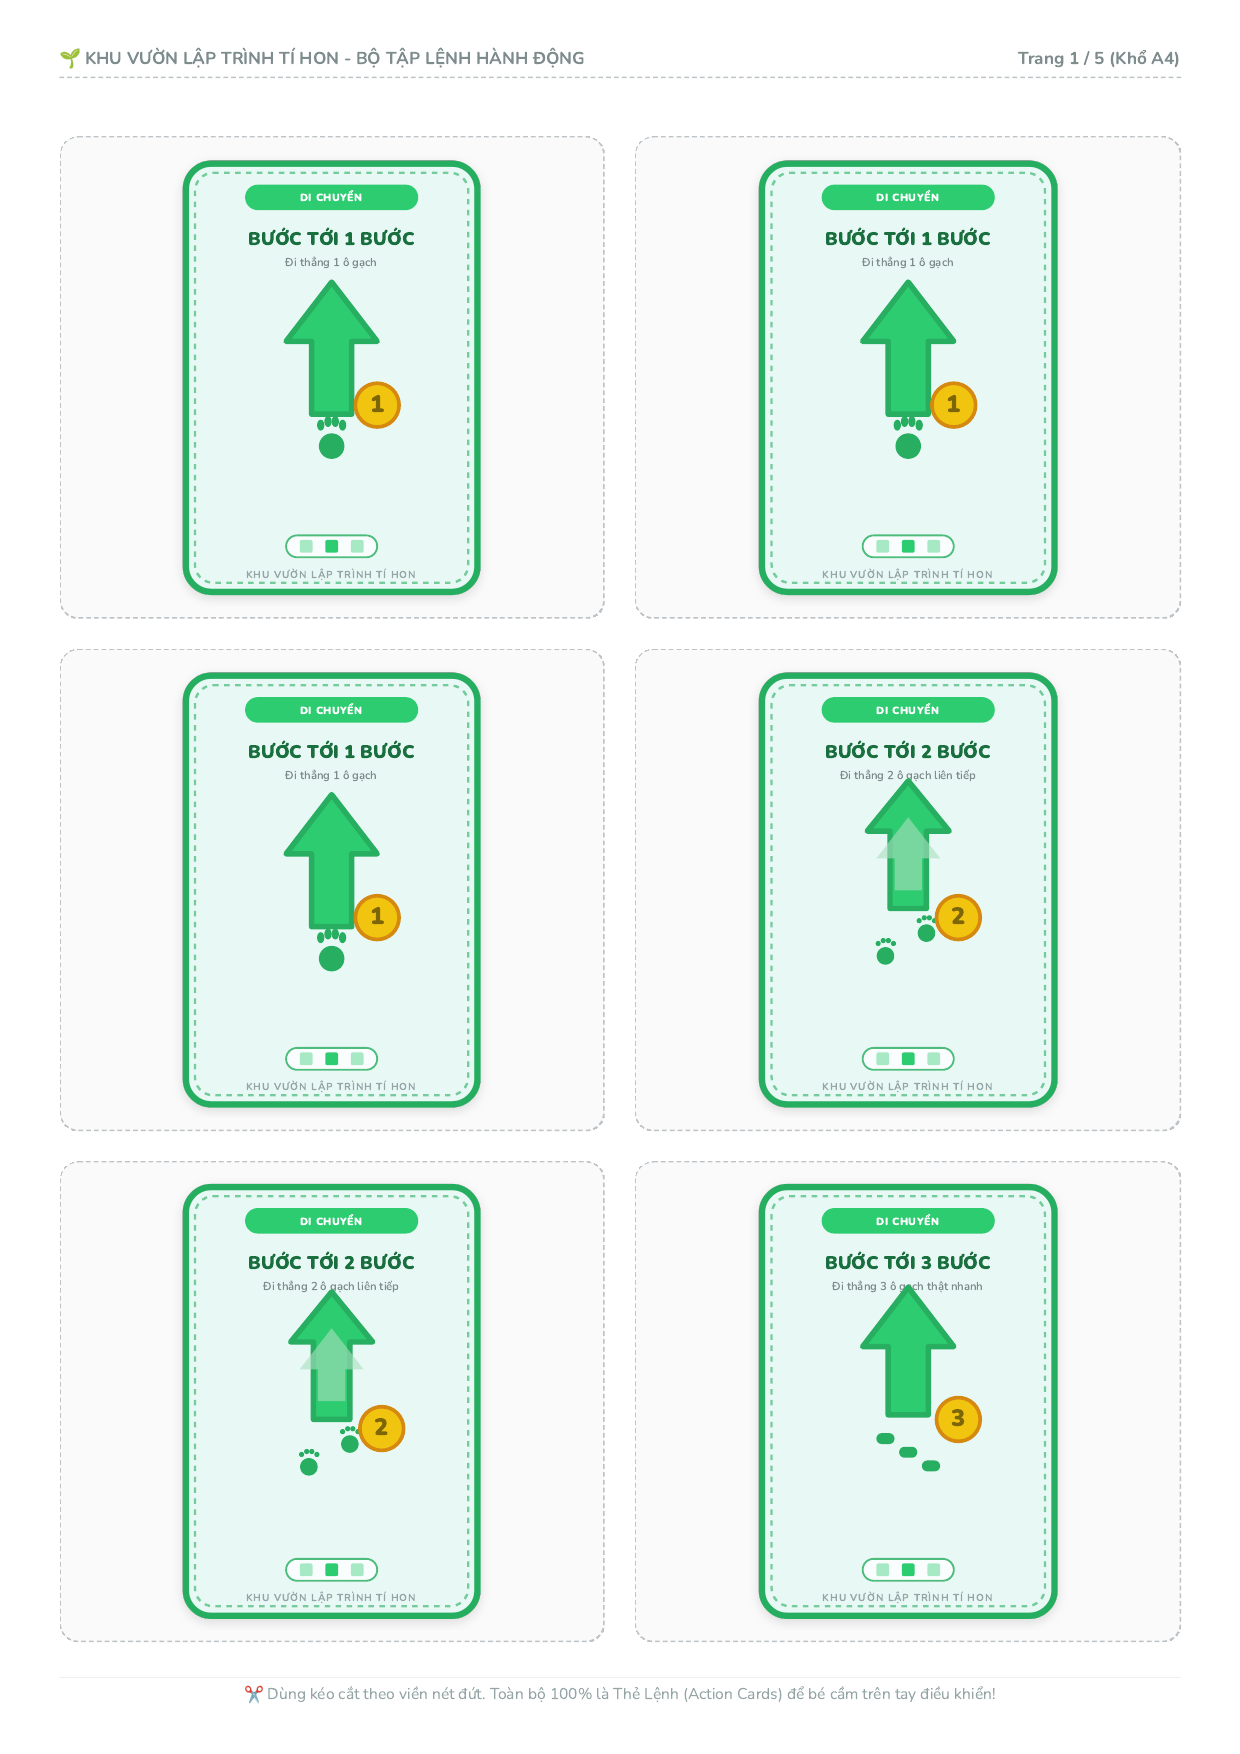 🌱 KHU VƯỜN LẬP TRÌNH TÍ HON - BỘ TẬP LỆNH HÀNH ĐỘNG
Trang 1 / 5 (Khổ A4)
DI CHUYỂN
BƯỚC TỚI 1 BƯỚC
Đi thẳng 1 ô gạch
1
KHU VƯỜN LẬP TRÌNH TÍ HON
DI CHUYỂN
BƯỚC TỚI 1 BƯỚC
Đi thẳng 1 ô gạch
1
KHU VƯỜN LẬP TRÌNH TÍ HON
DI CHUYỂN
BƯỚC TỚI 1 BƯỚC
Đi thẳng 1 ô gạch
1
KHU VƯỜN LẬP TRÌNH TÍ HON
DI CHUYỂN
BƯỚC TỚI 2 BƯỚC
Đi thẳng 2 ô gạch liên tiếp
2
KHU VƯỜN LẬP TRÌNH TÍ HON
DI CHUYỂN
BƯỚC TỚI 2 BƯỚC
Đi thẳng 2 ô gạch liên tiếp
2
KHU VƯỜN LẬP TRÌNH TÍ HON
DI CHUYỂN
BƯỚC TỚI 3 BƯỚC
Đi thẳng 3 ô gạch thật nhanh
3
KHU VƯỜN LẬP TRÌNH TÍ HON
✂️ Dùng kéo cắt theo viền nét đứt. Toàn bộ 100% là Thẻ Lệnh (Action Cards) để bé cầm trên tay điều khiển!